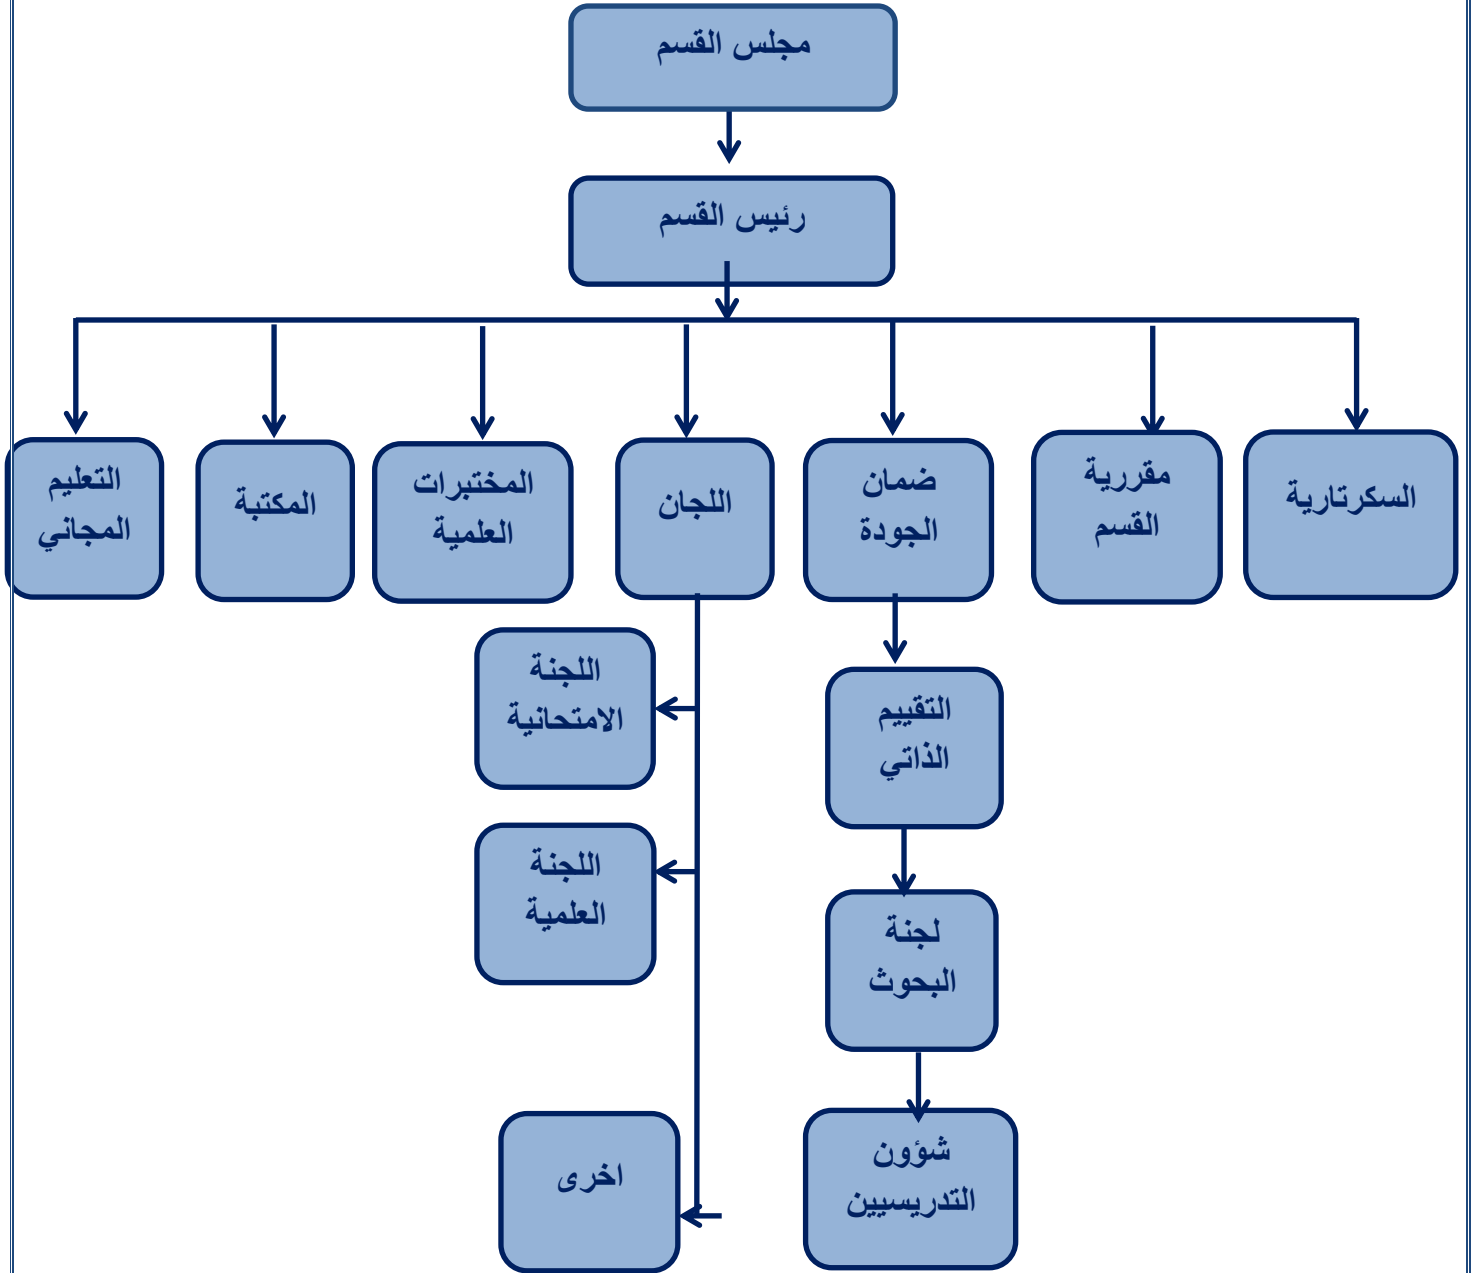 مجلس القسم
رئيس القسم
السكرتارية
مقررية
القسم
ضمان
الجودة
اللجان
المختبرات
العلمية
المكتبة
التعليم
المجاني
التقييم
الذاتي
لجنة
البحوث
شؤون
التدريسيين
اللجنة
الامتحانية
اللجنة
العلمية
اخرى